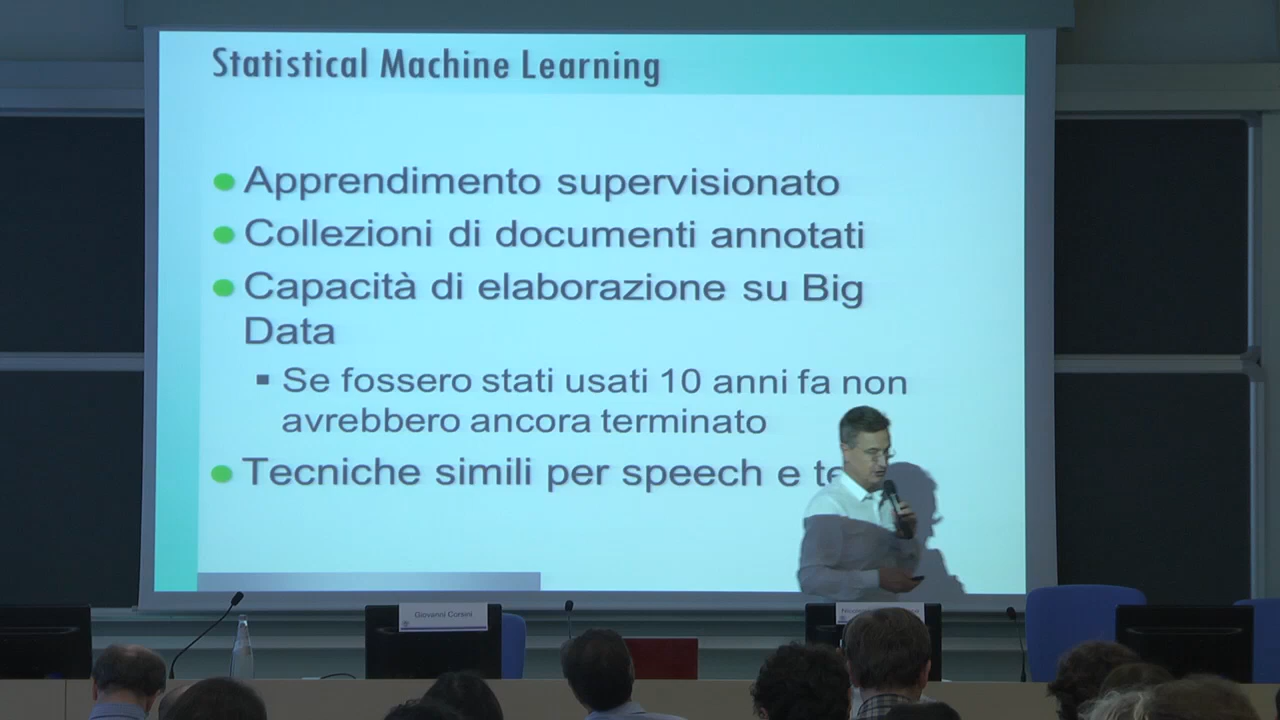 Statistical Machine Learning
Apprendimento supervisionato
Collezioni di documenti annotati
Capacità di elaborazione su Big
Data
Se fossero stati usati 10 anni fa non
avrebbero ancora terminato
Tecniche simili per speech e
Giovanni Corsini